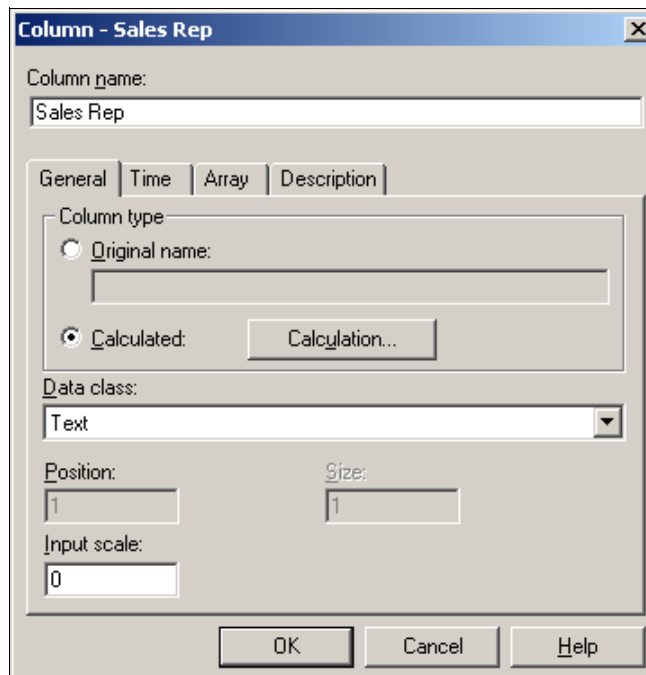 Column - Sales Rep
Column name:
Sales Rep
General Time Array Description
Column type
Original name:
Calculated: Calculation...
Data class:
Text
Position: Size:
1 1
Input scale:
0
OK Cancel Help